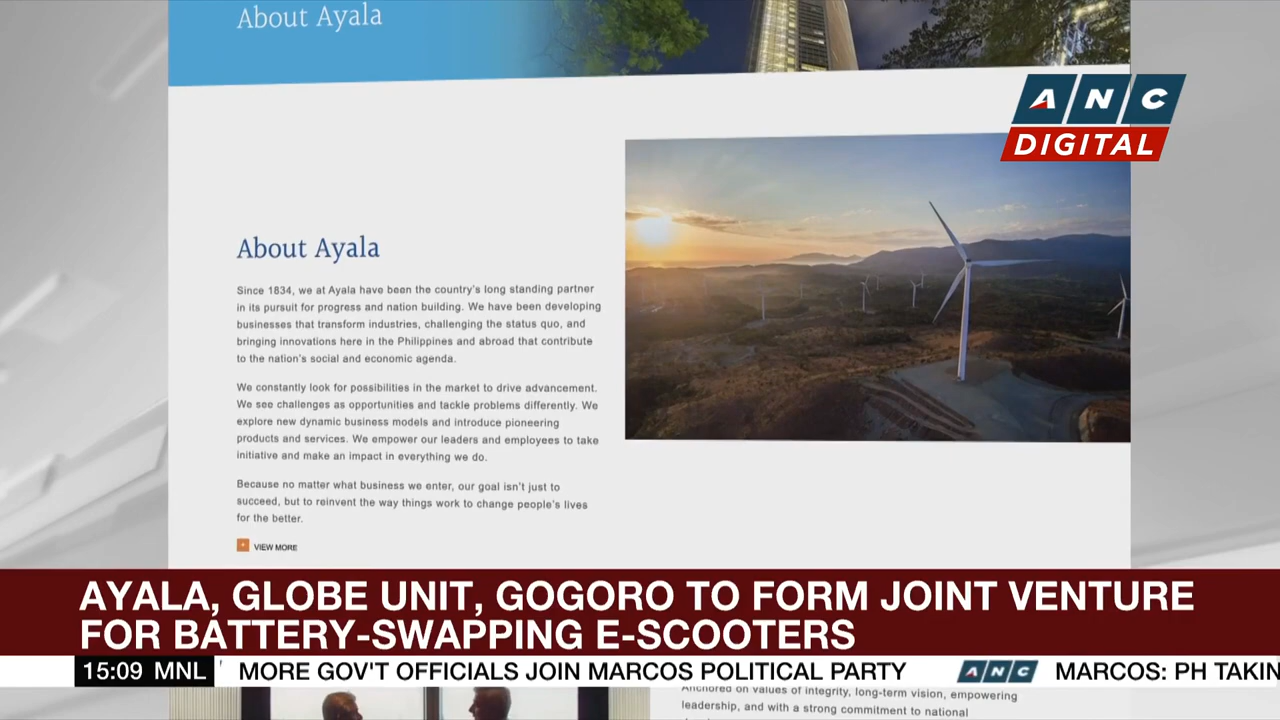 About Ayala
ANC
DIGITAL
About Ayala
Since 1834, we at Ayala have been the country's long standing partner
in its pursuit for progress and nation building. We have been developing
businesses that transform industries, challenging the status quo, and
bringing innovations here in the Philippines and abroad that contribute
to the nation's social and economic agenda.
We constantly look for possibilities in the market to drive advancement.
We see challenges as opportunities and tackle problems differently. We
explore new dynamic business models and introduce pioneering
products and services. We empower our leaders and employees to take
initiative and make an impact in everything we do.
Because no matter what business we enter, our goal isn't just to
succeed, but to reinvent the way things work to change people's lives
for the better.
VIEW MORE
AYALA, GLOBE UNIT, GOGORO TO FORM JOINT VENTURE
FOR BATTERY-SWAPPING E-SCOOTERS
15:09 MNL MORE GOV'T OFFICIALS JOIN MARCOS POLITICAL PARTY ANC MARCOS: PH TAKIN
Anchored on values of integrity, long-term vision, empowering
leadership, and with a strong commitment to national